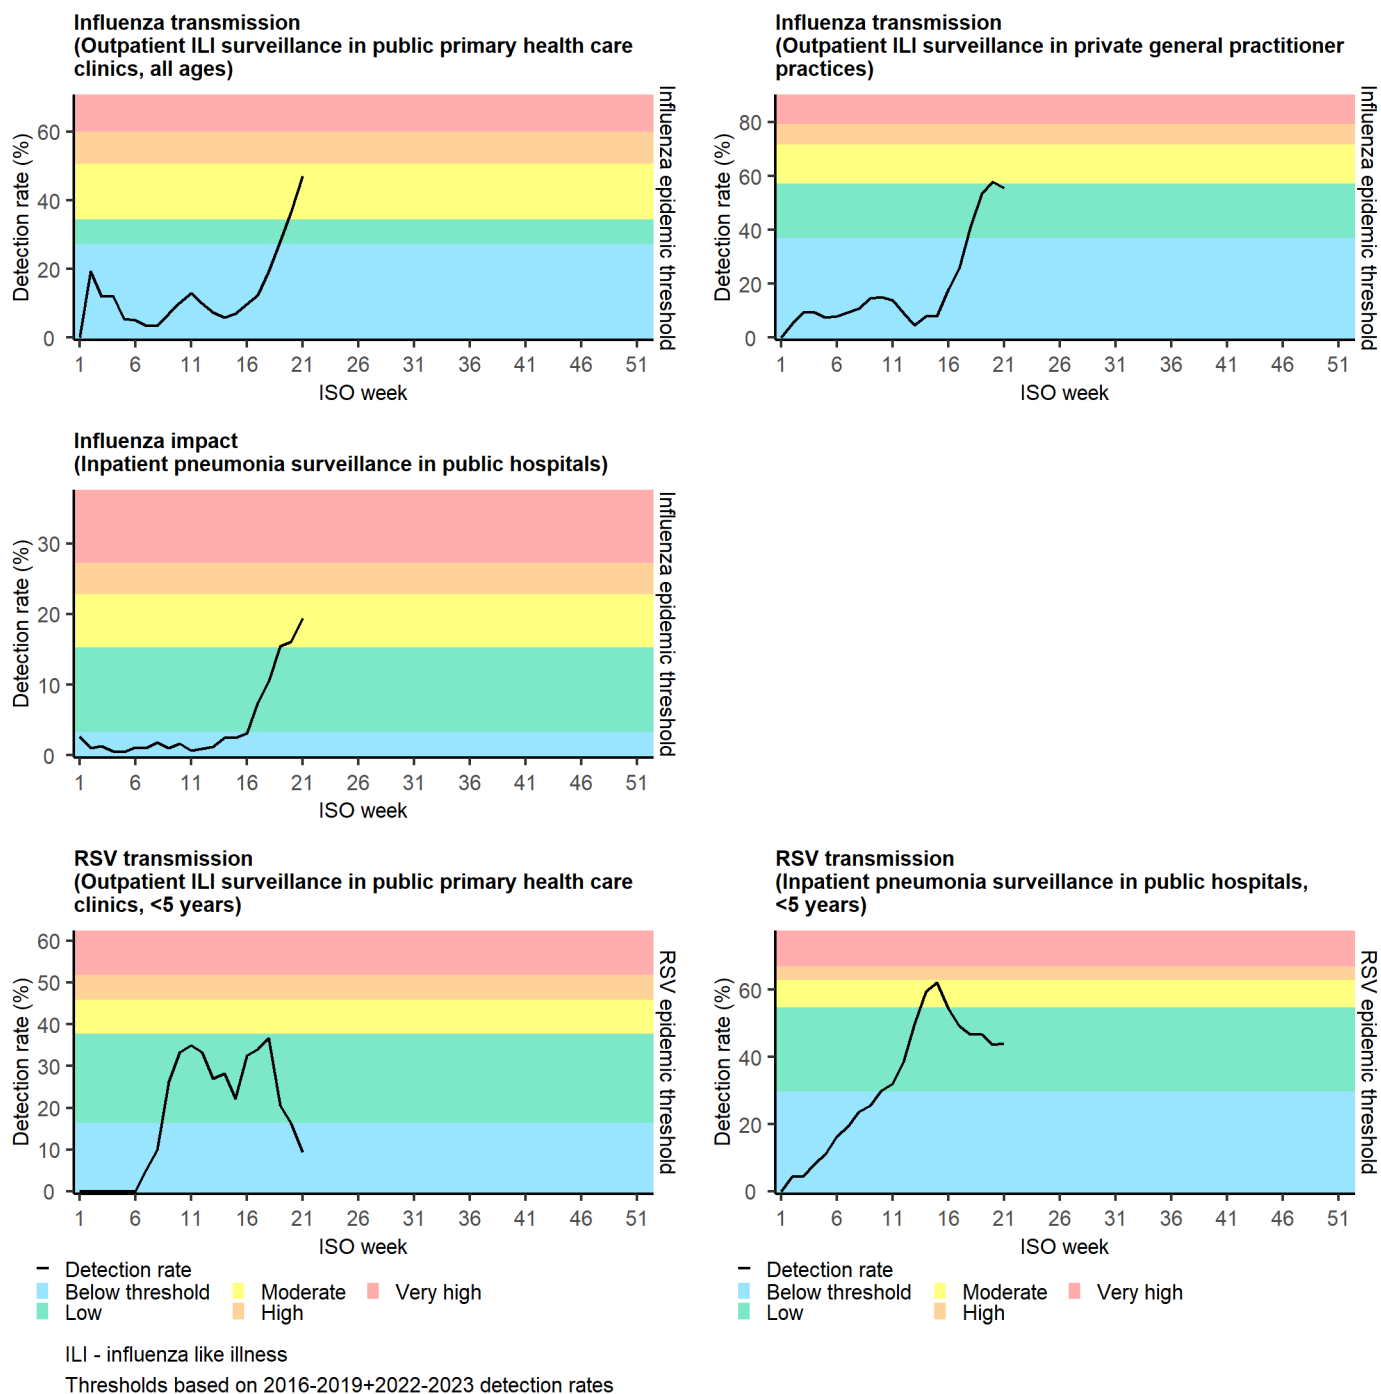 Influenza transmission
(Outpatient ILI surveillance in public primary health care
clinics, all ages)
Detection rate (%)
60
40
20
0
1 6 11 16 21 26 31 36 41 46 51
ISO week
Influenza epidemic threshold
Influenza transmission
(Outpatient ILI surveillance in private general practitioner
practices)
Detection rate (%)
80
60
40
20
0
1 6 11 16 21 26 31 36 41 46 51
ISO week
Influenza epidemic threshold
Influenza impact
(Inpatient pneumonia surveillance in public hospitals)
Detection rate (%)
30
20
10
0
1 6 11 16 21 26 31 36 41 46 51
ISO week
Influenza epidemic threshold
RSV transmission
(Outpatient ILI surveillance in public primary health care
clinics, <5 years)
Detection rate (%)
60
50
40
30
20
10
0
1 6 11 16 21 26 31 36 41 46 51
ISO week
RSV epidemic threshold
RSV transmission
(Inpatient pneumonia surveillance in public hospitals,
<5 years)
Detection rate (%)
60
40
20
0
1 6 11 16 21 26 31 36 41 46 51
ISO week
RSV epidemic threshold
Detection rate
Below threshold Moderate Very high
Low High
Detection rate
Below threshold Moderate Very high
Low High
ILI - influenza like illness
Thresholds based on 2016-2019+2022-2023 detection rates